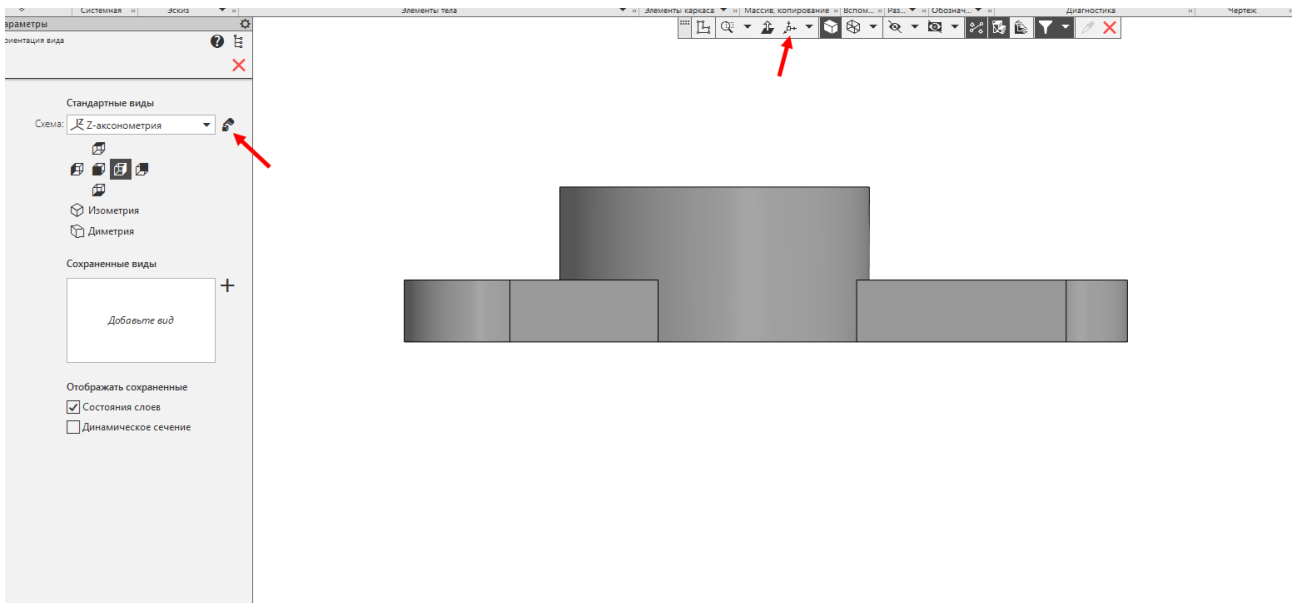 Системная
Эскиз
Элементы тела
Элементы каркаса
Массив, копирование
Вспом...
Раз...
Обознач...
Диагностика
Чертеж
араметры
риентация вида
Стандартные виды
Схема: Z-аксонометрия
Изометрия
Диметрия
Сохраненные виды
Добавьте вид
Отображать сохраненные
Состояния слоев
Динамическое сечение